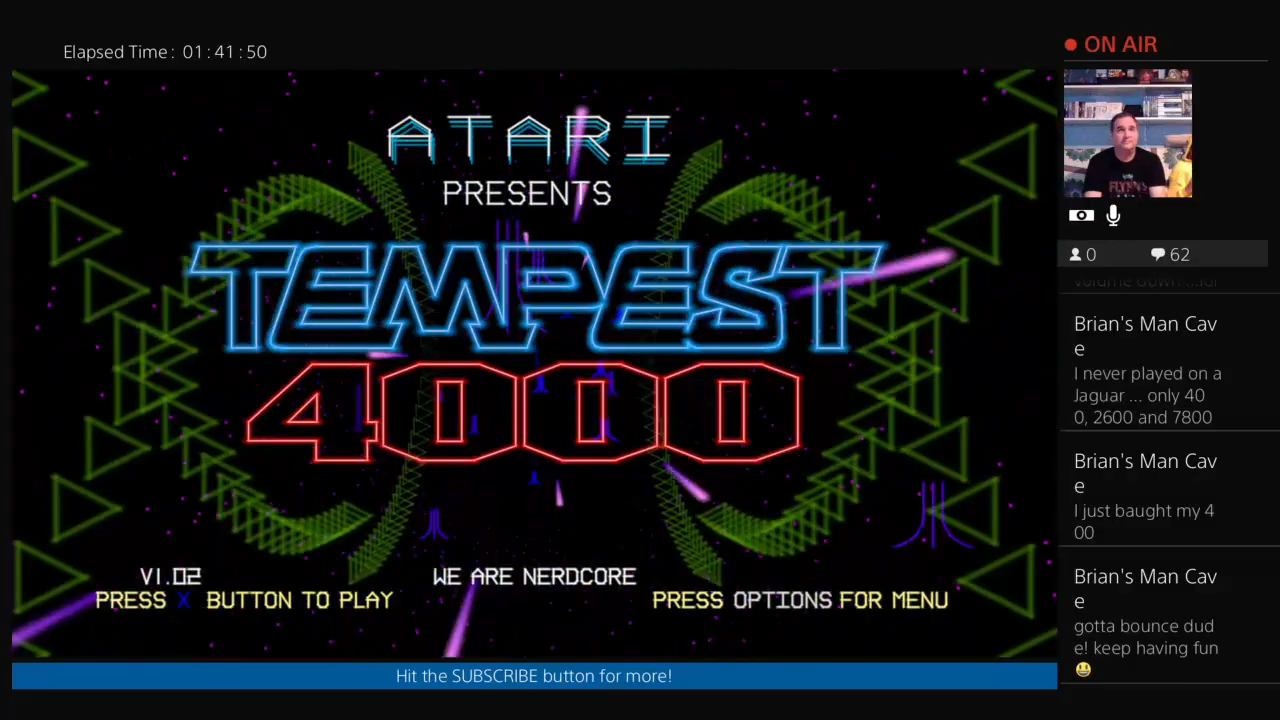 Elapsed Time: 01:41:50
ON AIR
ATARI
PRESENTS
TEMPEST
4000
V1.02
WE ARE NERDCORE
PRESS X BUTTON TO PLAY
PRESS OPTIONS FOR MENU
Hit the SUBSCRIBE button for more!
FLYNN'S
0
62
Brian's Man Cav
e
I never played on a
Jaguar ... only 40
0, 2600 and 7800
Brian's Man Cav
e
I just baught my 4
00
Brian's Man Cav
e
gotta bounce dud
e! keep having fun
😃